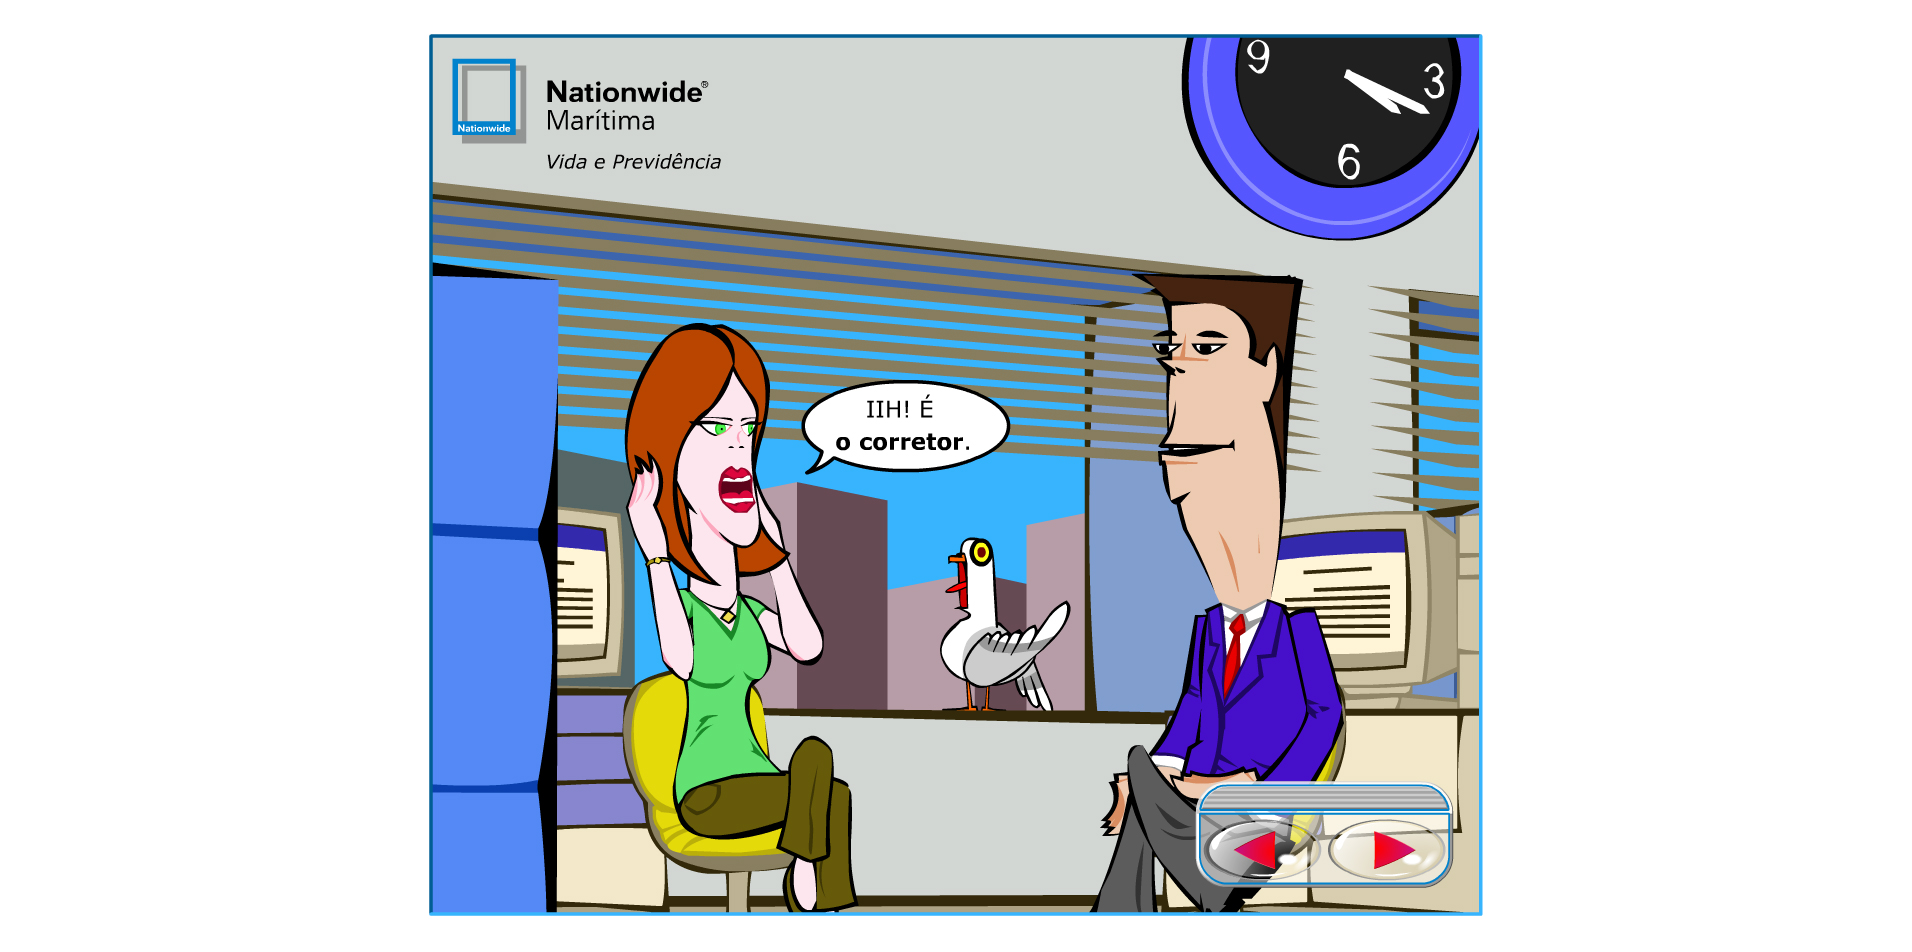 Nationwide
Nationwide®
Marítima
Vida e Previdência
9
3
6
IIH! É
o corretor.